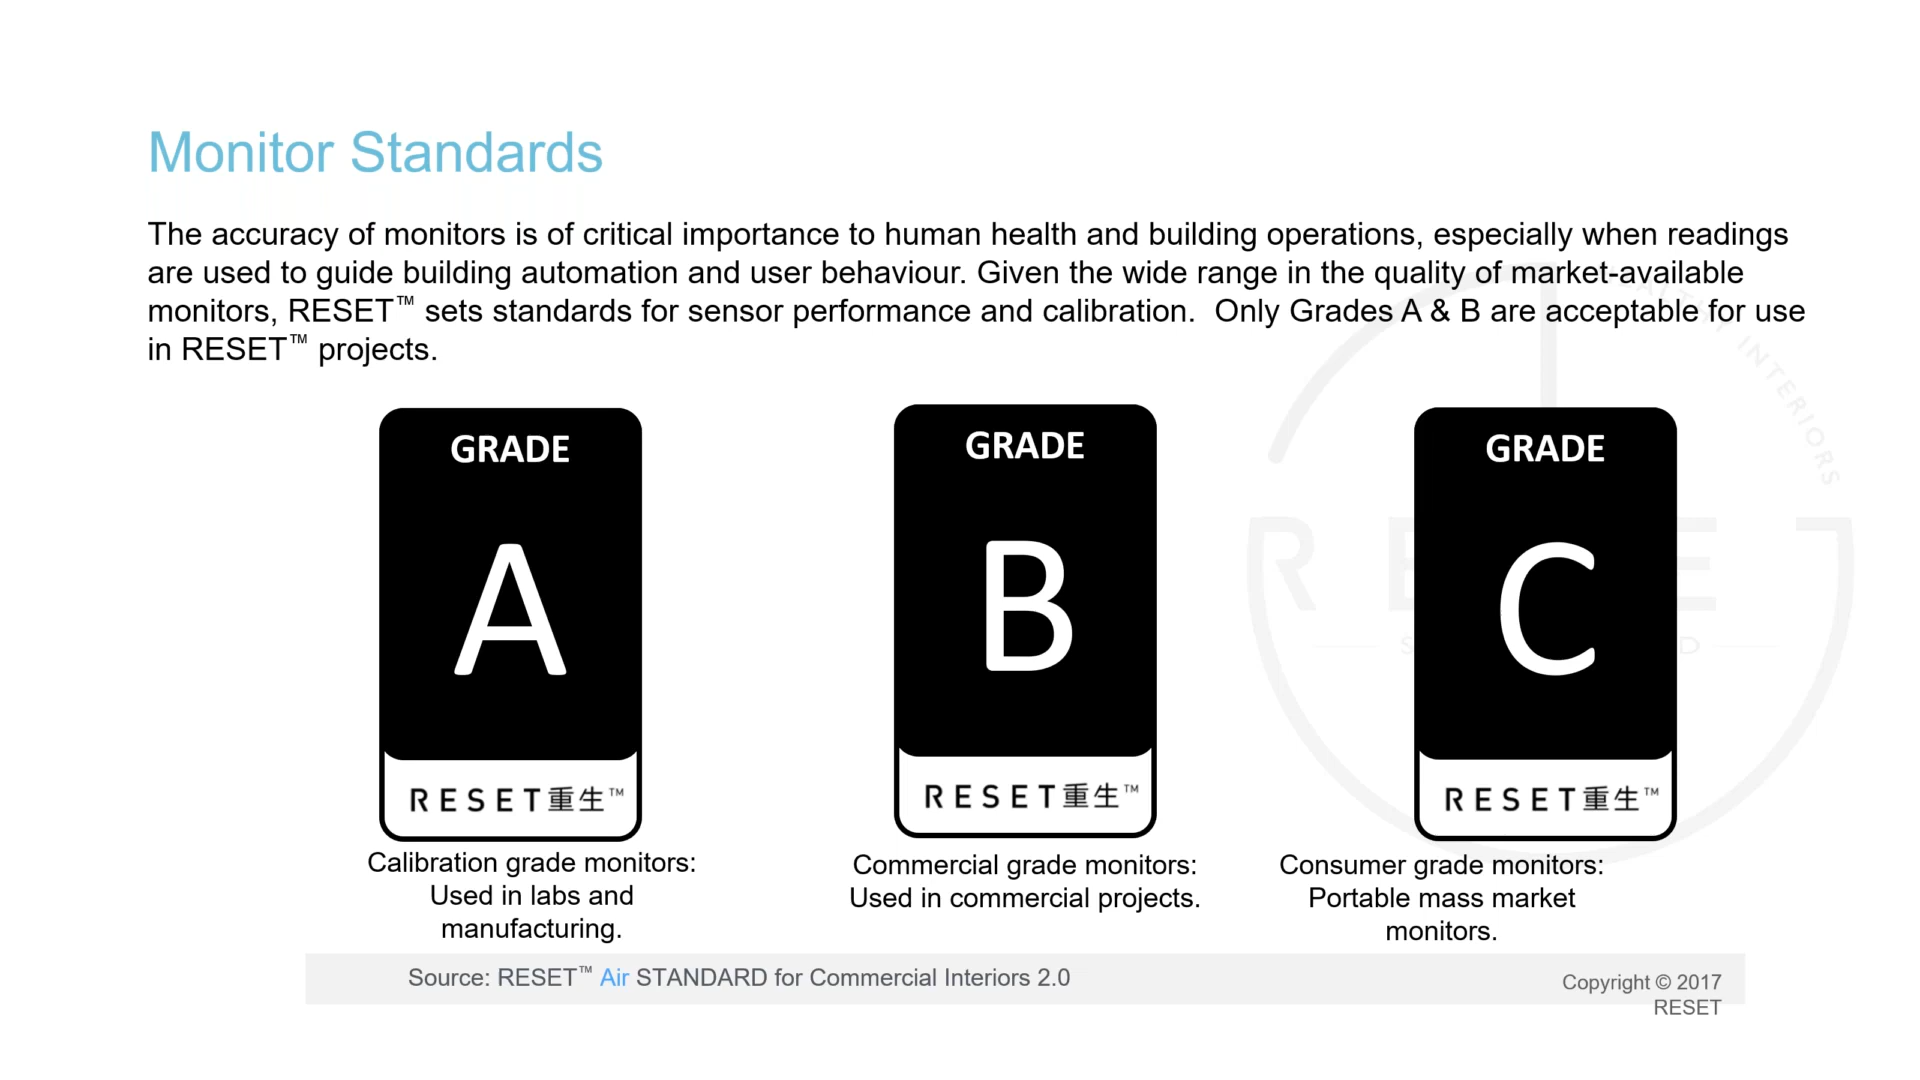 Monitor Standards
The accuracy of monitors is of critical importance to human health and building operations, especially when readings
are used to guide building automation and user behaviour. Given the wide range in the quality of market-available
monitors, RESET™ sets standards for sensor performance and calibration.  Only Grades A & B are acceptable for use
in RESET™ projects.
GRADE
A
RESET重生™
Calibration grade monitors:
Used in labs and
manufacturing.
GRADE
B
RESET重生™
Commercial grade monitors:
Used in commercial projects.
GRADE
C
RESET重生™
Consumer grade monitors:
Portable mass market
monitors.
INTERIORS
Source: RESET™ Air STANDARD for Commercial Interiors 2.0
Copyright © 2017
RESET